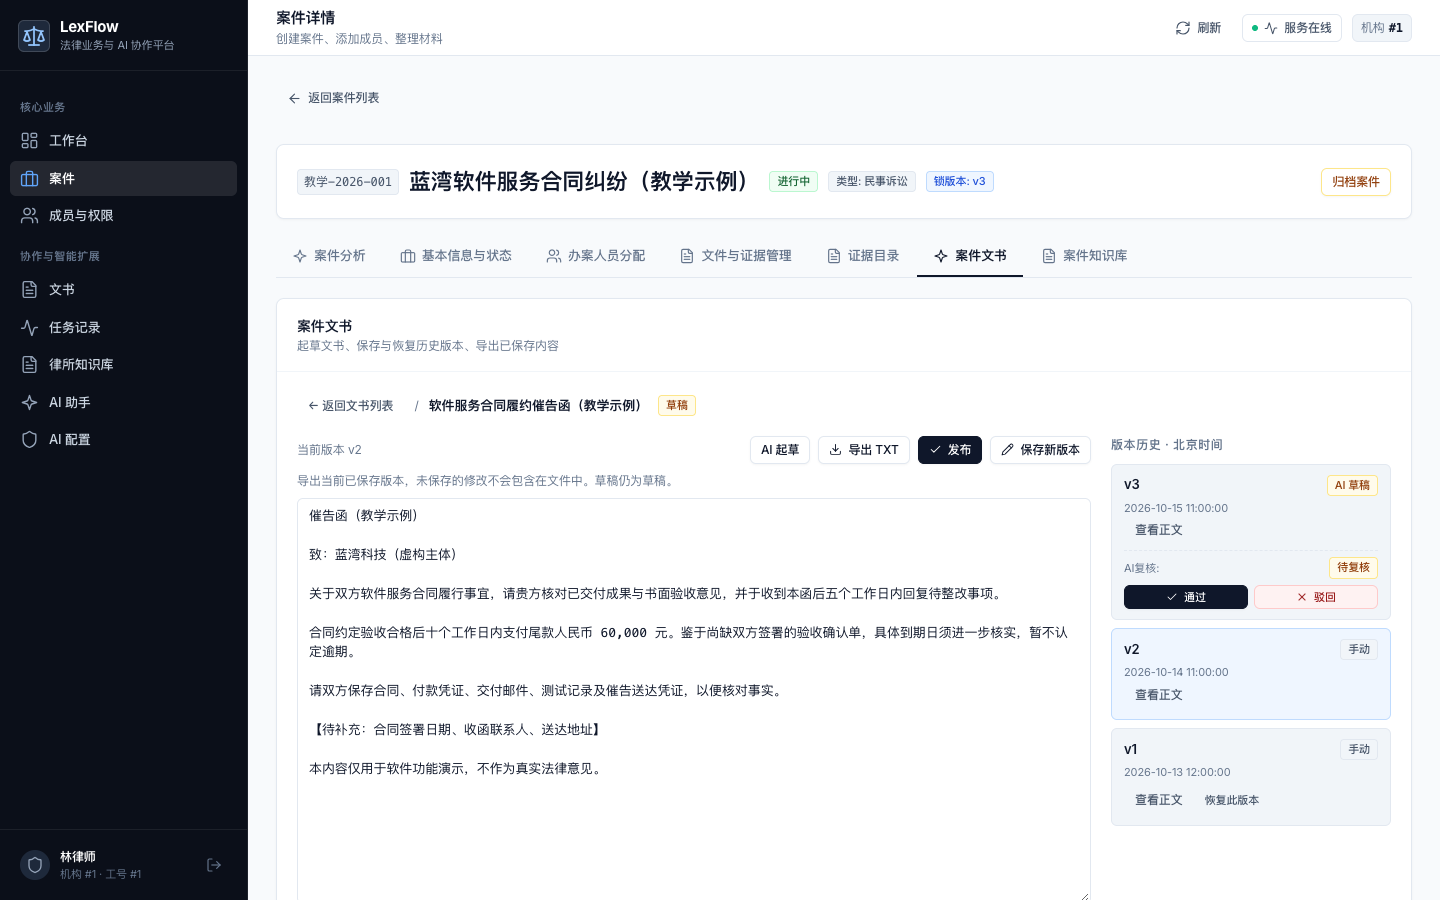 LexFlow
法律业务与 AI 协作平台
核心业务
工作台
案件
成员与权限
协作与智能扩展
文书
任务记录
律所知识库
AI 助手
AI 配置
林律师
机构 #1 · 工号 #1
案件详情
创建案件、添加成员、整理材料
刷新
服务在线
机构 #1
返回案件列表
教学-2026-001
蓝湾软件服务合同纠纷（教学示例）
进行中
类型: 民事诉讼
锁版本: v3
归档案件
案件分析
基本信息与状态
办案人员分配
文件与证据管理
证据目录
案件文书
案件知识库
案件文书
起草文书、保存与恢复历史版本、导出已保存内容
← 返回文书列表 / 软件服务合同履约催告函（教学示例） 草稿
当前版本 v2
AI 起草
导出 TXT
发布
保存新版本
导出当前已保存版本，未保存的修改不会包含在文件中。草稿仍为草稿。
催告函（教学示例）
致：蓝湾科技（虚构主体）
关于双方软件服务合同履行事宜，请贵方核对已交付成果与书面验收意见，并于收到本函后五个工作日内回复待整改事项。
合同约定验收合格后十个工作日内支付尾款人民币 60,000 元。鉴于尚缺双方签署的验收确认单，具体到期日须进一步核实，暂不认
定逾期。
请双方保存合同、付款凭证、交付邮件、测试记录及催告送达凭证，以便核对事实。
【待补充：合同签署日期、收函联系人、送达地址】
本内容仅用于软件功能演示，不作为真实法律意见。
版本历史 · 北京时间
v3
AI 草稿
2026-10-15 11:00:00
查看正文
AI复核:
待复核
通过
驳回
v2
手动
2026-10-14 11:00:00
查看正文
v1
手动
2026-10-13 12:00:00
查看正文
恢复此版本